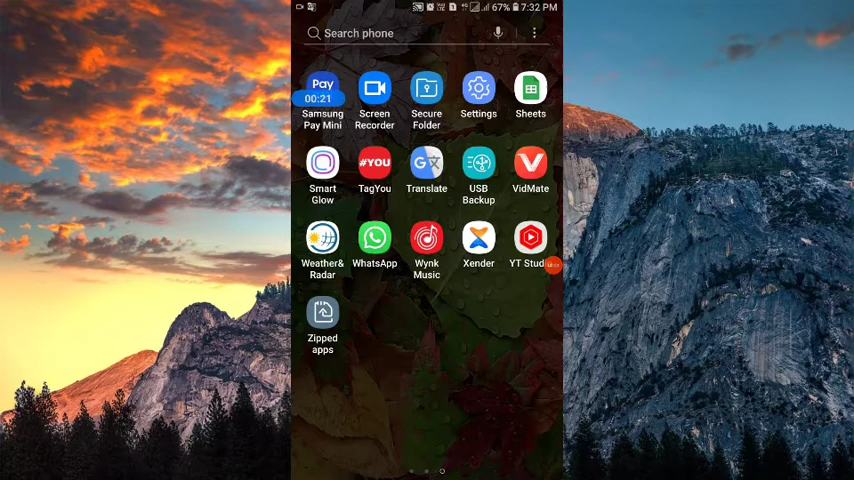 67% 7:32 PM
Search phone
Pay
00:21
Samsung
Pay Mini
Screen
Recorder
Secure
Folder
Settings
Sheets
#YOU
Smart
Glow
TagYou
Translate
USB
Backup
VidMate
Weather&
Radar
WhatsApp
Wynk
Music
Xender
YT Studi
Zipped
apps